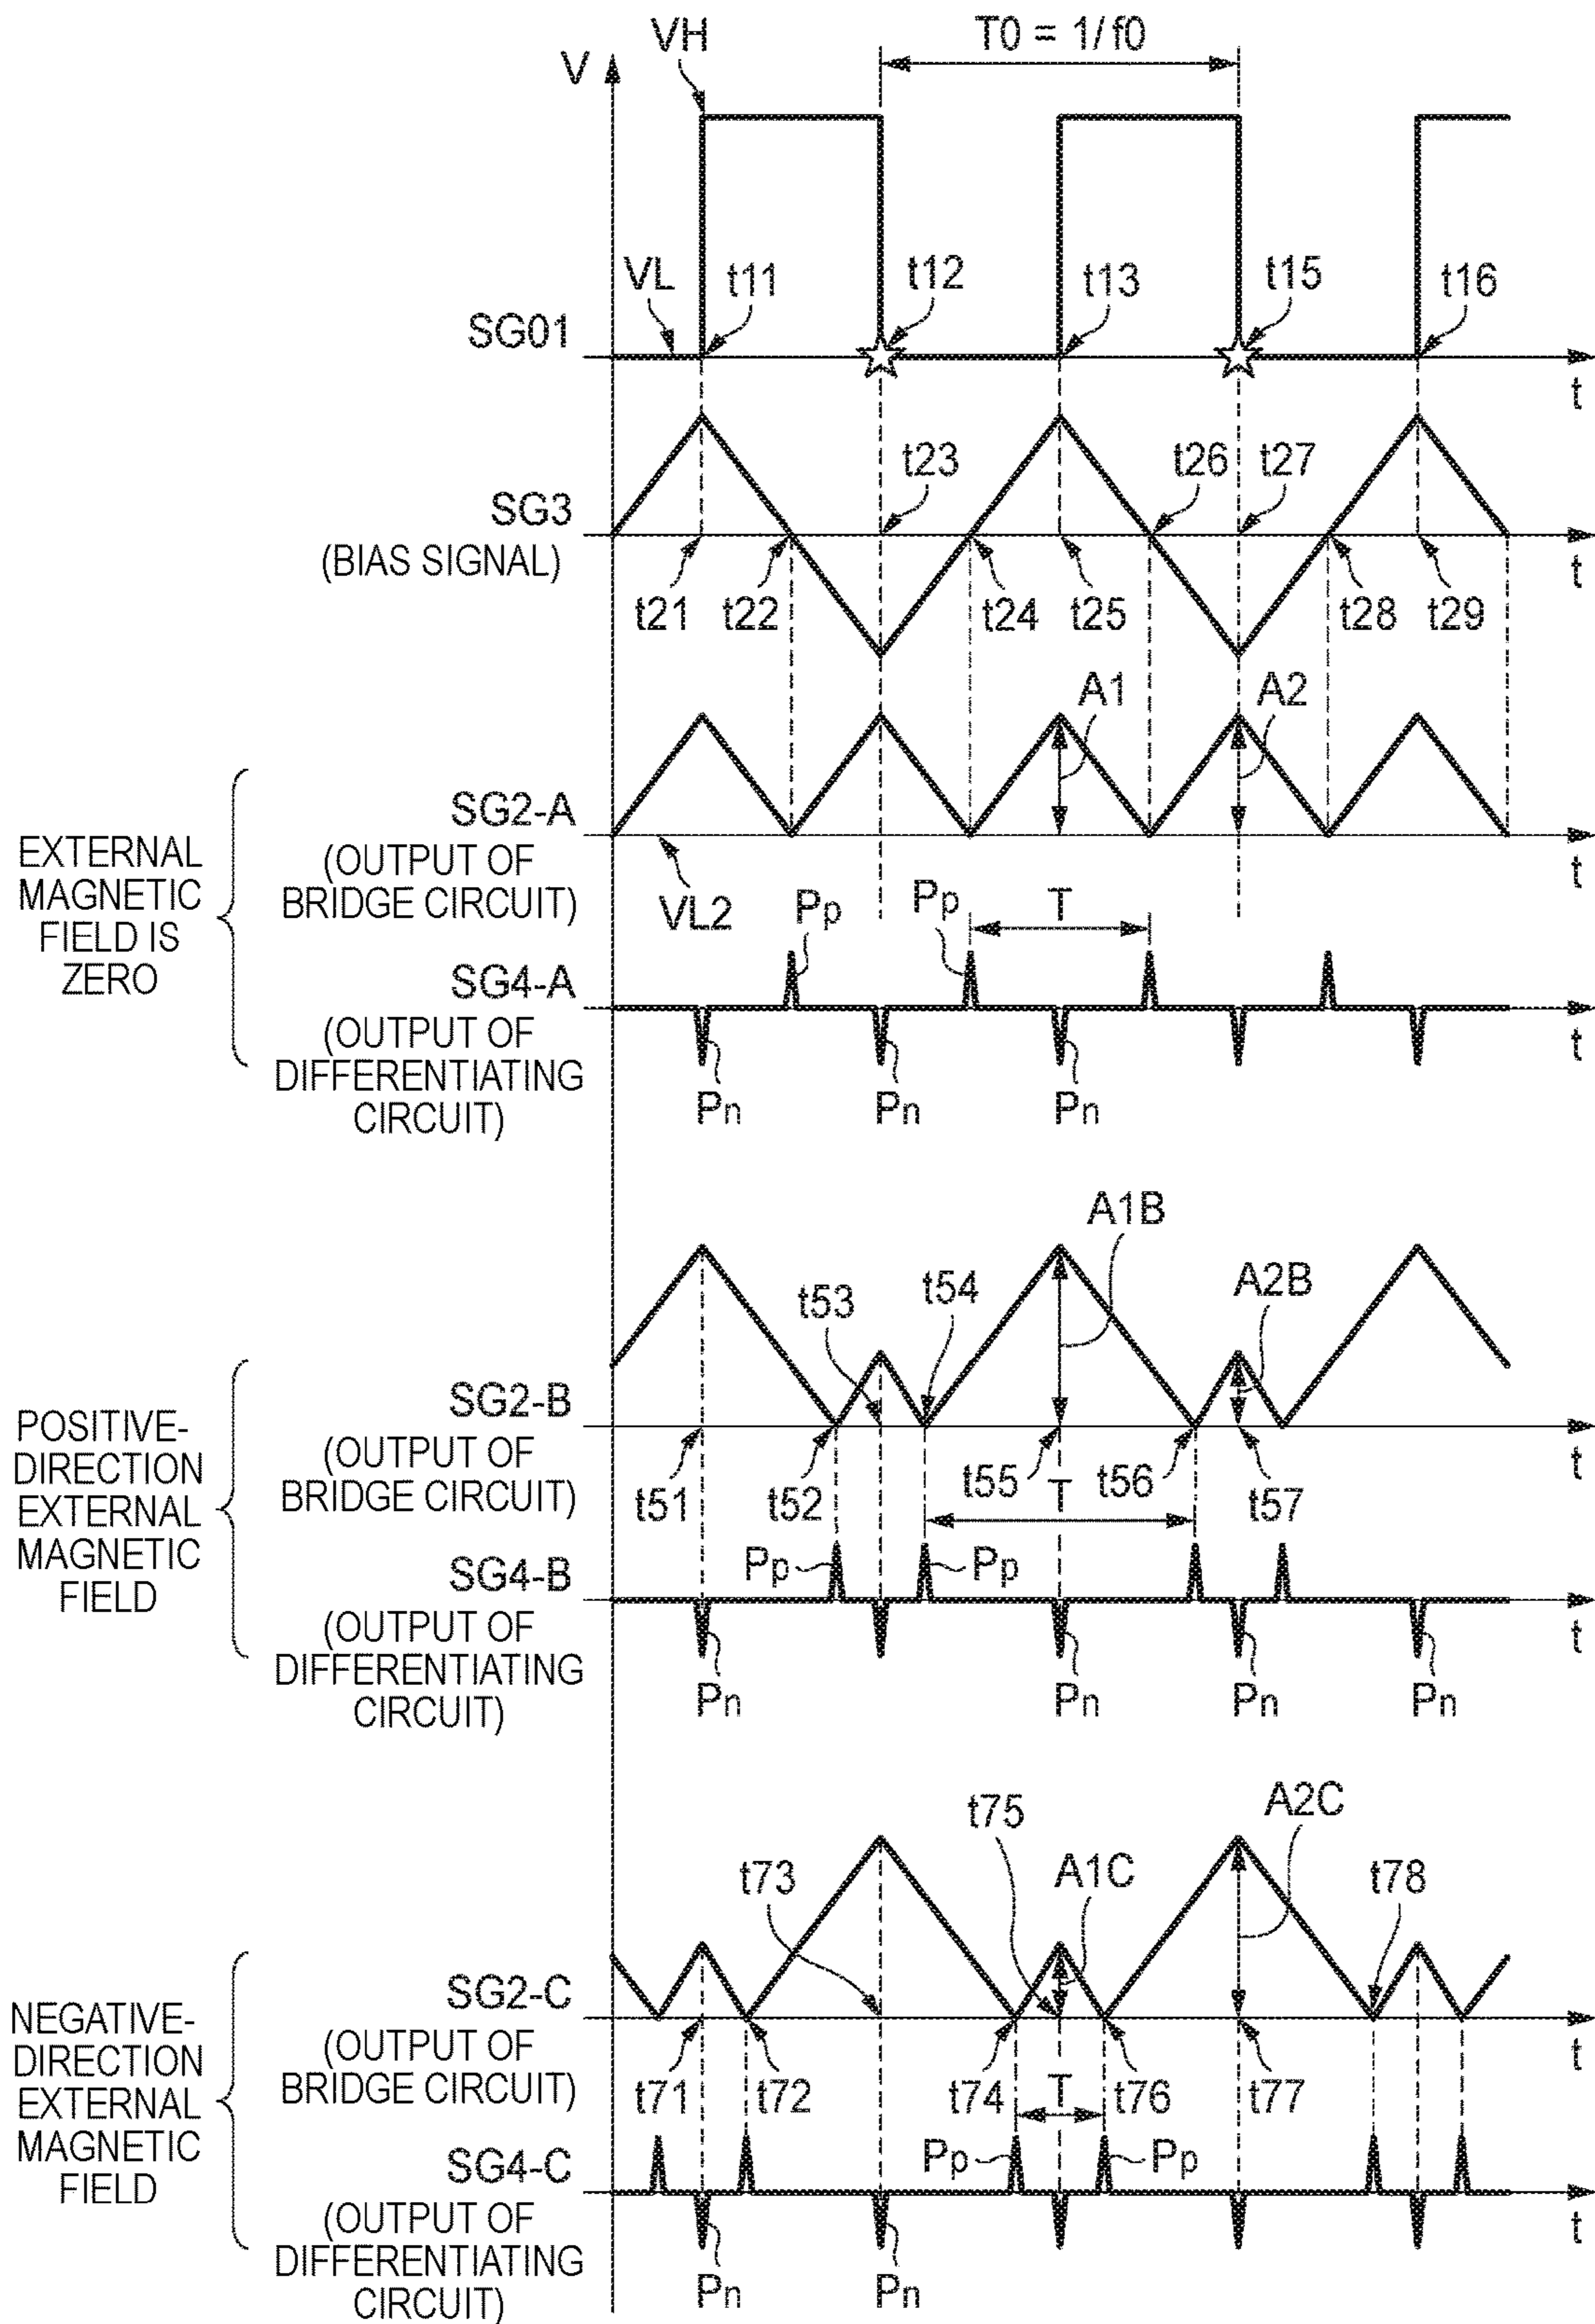 VH
T0 = 1/f0
V
VL
t11
t12
t13
t15
t16
SG01
t
t23
t26
t27
SG3
(BIAS SIGNAL)
t
t21
t22
t24
t25
t28
t29
A1
A2
SG2-A
(OUTPUT OF
BRIDGE CIRCUIT)
t
VL2
EXTERNAL
MAGNETIC
FIELD IS
ZERO
Pp
Pp
T
SG4-A
(OUTPUT OF
DIFFERENTIATING
CIRCUIT)
t
Pn
Pn
Pn
A1B
t53
t54
A2B
SG2-B
(OUTPUT OF
BRIDGE CIRCUIT)
t
t51
t52
t55
T
t56
t57
POSITIVE-
DIRECTION
EXTERNAL
MAGNETIC
FIELD
Pp
Pp
SG4-B
(OUTPUT OF
DIFFERENTIATING
CIRCUIT)
t
Pn
Pn
Pn
Pn
t73
t75
A1C
A2C
t78
SG2-C
(OUTPUT OF
BRIDGE CIRCUIT)
t
t71
t72
t74
T
t76
t77
NEGATIVE-
DIRECTION
EXTERNAL
MAGNETIC
FIELD
Pp
Pp
SG4-C
(OUTPUT OF
DIFFERENTIATING
CIRCUIT)
t
Pn
Pn